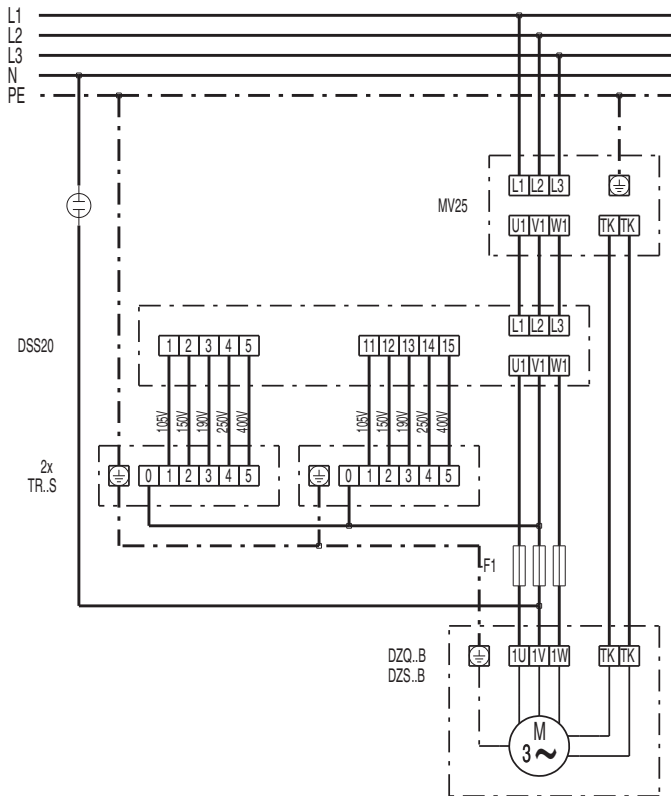 L1
L2
L3
N
PE
L1 L2 L3
MV25
U1 V1 W1 TK TK
L1 L2 L3
DSS20
1 2 3 4 5 11 12 13 14 15
U1 V1 W1
105V 150V 190V 250V 400V 105V 150V 190V 250V 400V
2x
TR..S
0 1 2 3 4 5 0 1 2 3 4 5
F1
DZQ..B
DZS..B
1U 1V 1W TK TK
M
3 ~